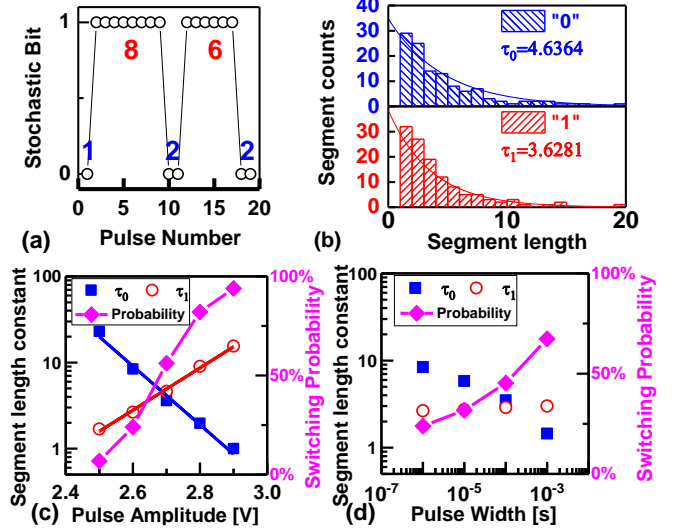 Stochastic Bit
1
0
8
6
1
2
2
0
5
10
15
20
Pulse Number
(a)
Segment counts
40
30
20
10
0
"0"
τ0=4.6364
30
20
10
0
"1"
τ1=3.6281
0
10
20
Segment length
(b)
Segment length constant
100
10
1
τ0
τ1
Probability
100%
50%
0%
Switching Probability
2.4
2.6
2.8
3.0
Pulse Amplitude [V]
(c)
Segment length constant
100
10
1
τ0
τ1
Probability
100%
50%
0%
Switching Probability
10-7
10-5
10-3
Pulse Width [s]
(d)